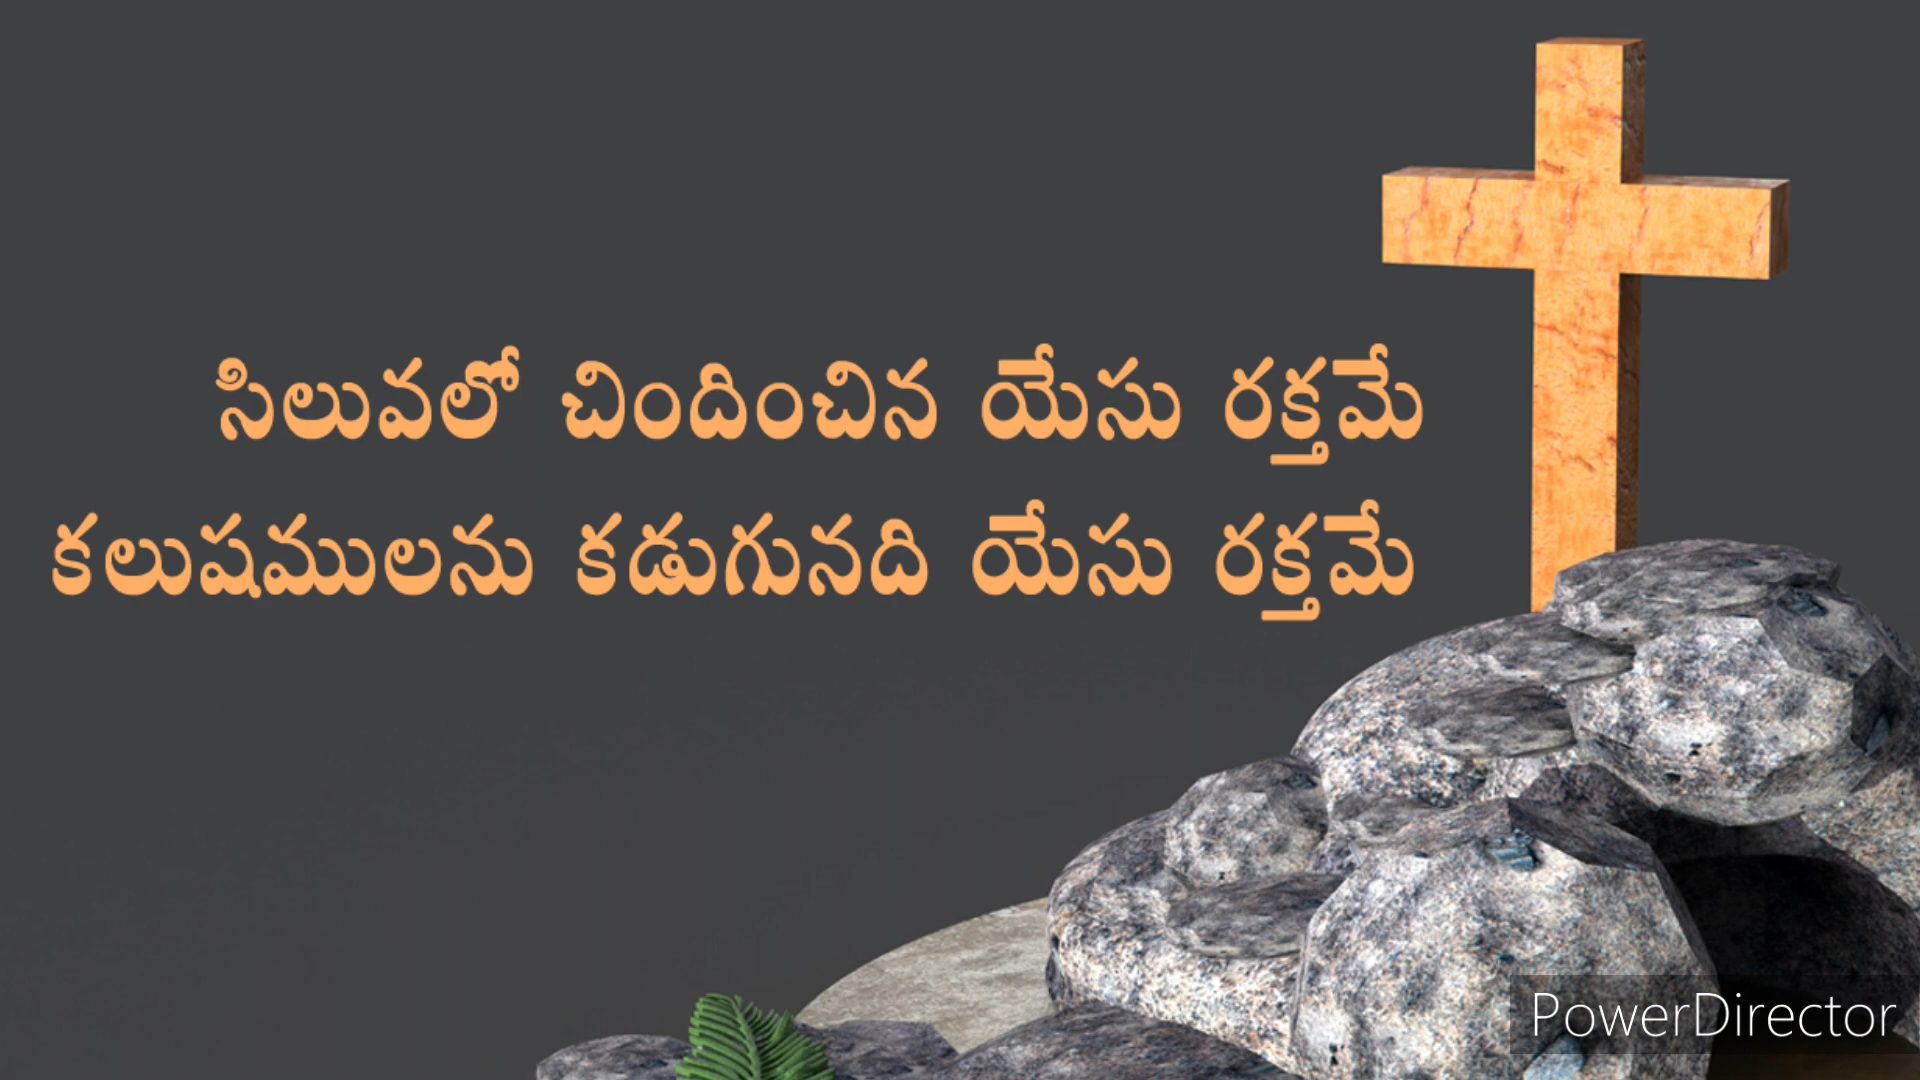 సిలువలో చిందించిన యేసు రక్తమే
కలుషములను కడుగునది యేసు రక్తమే
PowerDirector